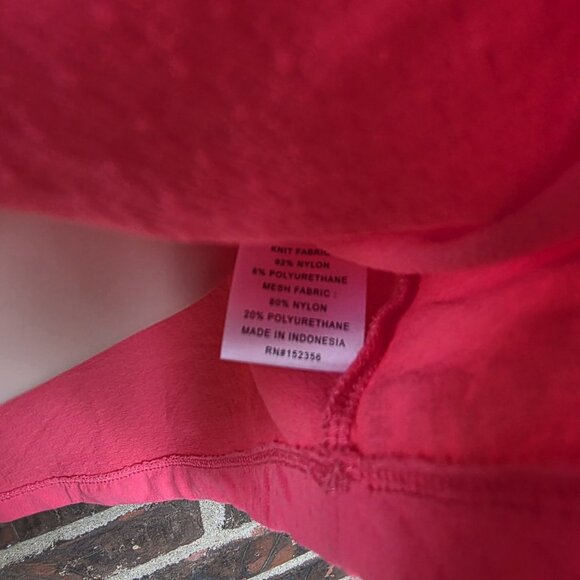 KNIT FABRIC
92% NYLON
8% POLYURETHANE
MESH FABRIC :
80% NYLON
20% POLYURETHANE
MADE IN INDONESIA
RN#152356